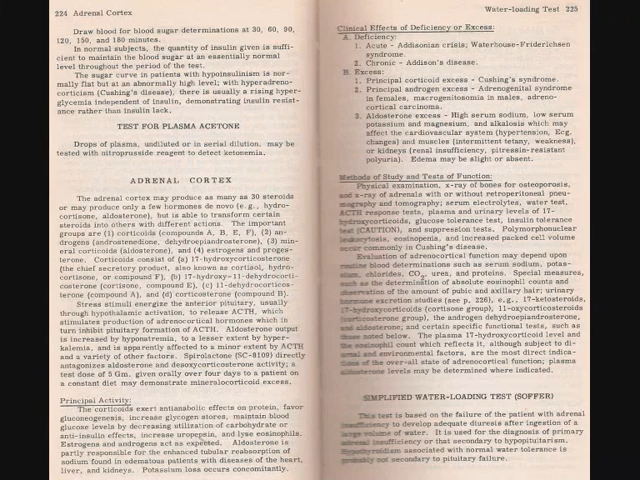 224 Adrenal Cortex
Draw blood for blood sugar determinations at 30, 60, 90,
120, 150, and 180 minutes.
In normal subjects, the quantity of insulin given is suffi-
cient to maintain the blood sugar at an essentially normal
level throughout the period of the test.
The sugar curve in patients with hypoinsulinism is nor-
mally flat but at an abnormally high level; with hyperadreno-
corticism (Cushing's disease), there is usually a rising hyper-
glycemia independent of insulin, demonstrating insulin resist-
ance rather than insulin lack.
TEST FOR PLASMA ACETONE
Drops of plasma, undiluted or in serial dilution, may be
tested with nitroprusside reagent to detect ketonemia.
ADRENAL CORTEX
The adrenal cortex may produce as many as 30 steroids
or may produce only a few hormones de novo (e.g., hydro-
cortisone, aldosterone), but is able to transform certain
steroids into others with different actions. The important
groups are (1) corticoids (compounds A, B, E, F), (2) an-
drogens (androstenedione, dehydroepiandrosterone), (3) min-
eral corticoids (aldosterone), and (4) estrogens and proges-
terone. Corticoids consist of (a) 17-hydroxycorticosterone
(the chief secretory product, also known as cortisol, hydro-
cortisone, or compound F), (b) 17-hydroxy-11-dehydrocorti-
costerone (cortisone, compound E), (c) 11-dehydrocorticos-
terone (compound A), and (d) corticosterone (compound B).
Stress stimuli energize the anterior pituitary, usually
through hypothalamic activation, to release ACTH, which
stimulates production of adrenocortical hormones which in
turn inhibit pituitary formation of ACTH. Aldosterone output
is increased by hyponatremia, to a lesser extent by hyper-
kalemia, and is apparently affected to a minor extent by ACTH
and a variety of other factors. Spirolactone (SC-8109) directly
antagonizes aldosterone and desoxycorticosterone activity; a
test dose of 5 Gm. given orally over four days to a patient on
a constant diet may demonstrate mineralocorticoid excess.
Principal Activity:
The corticoids exert antianabolic effects on protein, favor
gluconeogenesis, increase glycogen stores, maintain blood
glucose levels by decreasing utilization of carbohydrate or
anti-insulin effects, increase uropepsin, and lyse eosinophils.
Estrogens and androgens act as expected. Aldosterone is
partly responsible for the enhanced tubular reabsorption of
sodium found in edematous patients with diseases of the heart,
liver, and kidneys. Potassium loss occurs concomitantly.
Water-loading Test 225
Clinical Effects of Deficiency or Excess:
A. Deficiency:
1. Acute - Addisonian crisis; Waterhouse-Friderichsen
syndrome.
2. Chronic - Addison's disease.
B. Excess:
1. Principal corticoid excess - Cushing's syndrome.
2. Principal androgen excess - Adrenogenital syndrome
in females, macrogenitosomia in males, adreno-
cortical carcinoma.
3. Aldosterone excess - High serum sodium, low serum
potassium and magnesium, and alkalosis which may
affect the cardiovascular system (hypertension, Ecg.
changes) and muscles (intermittent tetany, weakness),
or kidneys (renal insufficiency, pitressin-resistant
polyuria). Edema may be slight or absent.
Methods of Study and Tests of Function:
Physical examination, x-ray of bones for osteoporosis,
and x-ray of adrenals with or without retroperitoneal pneu-
mography and tomography; serum electrolytes, water test,
ACTH response tests, plasma and urinary levels of 17-
hydroxycorticoids, glucose tolerance test, insulin tolerance
test (CAUTION), and suppression tests. Polymorphonuclear
leukocytosis, eosinopenia, and increased packed cell volume
occur commonly in Cushing's disease.
Evaluation of adrenocortical function may depend upon
routine blood determinations such as serum sodium, potas-
sium, chlorides, CO2, urea, and proteins. Special measures,
such as the determination of absolute eosinophil counts and
observation of the amount of pubic and axillary hair; urinary
hormone excretion studies (see p. 226), e.g., 17-ketosteroids,
17-hydroxycorticoids (cortisone group), 11-oxycorticosteroids
(corticosterone group), the androgen dehydroepiandrosterone,
and aldosterone; and certain specific functional tests, such as
those noted below. The plasma 17-hydroxycorticoid level and
the eosinophil count which reflects it, although subject to di-
urnal and environmental factors, are the most direct indica-
tions of the over-all state of adrenocortical function; plasma
aldosterone levels may be determined where indicated.
SIMPLIFIED WATER-LOADING TEST (SOFFER)
This test is based on the failure of the patient with adrenal
insufficiency to develop adequate diuresis after ingestion of a
large volume of water. It is used for the diagnosis of primary
adrenal insufficiency or that secondary to hypopituitarism.
Hypothyroidism associated with normal water tolerance is
probably not secondary to pituitary failure.